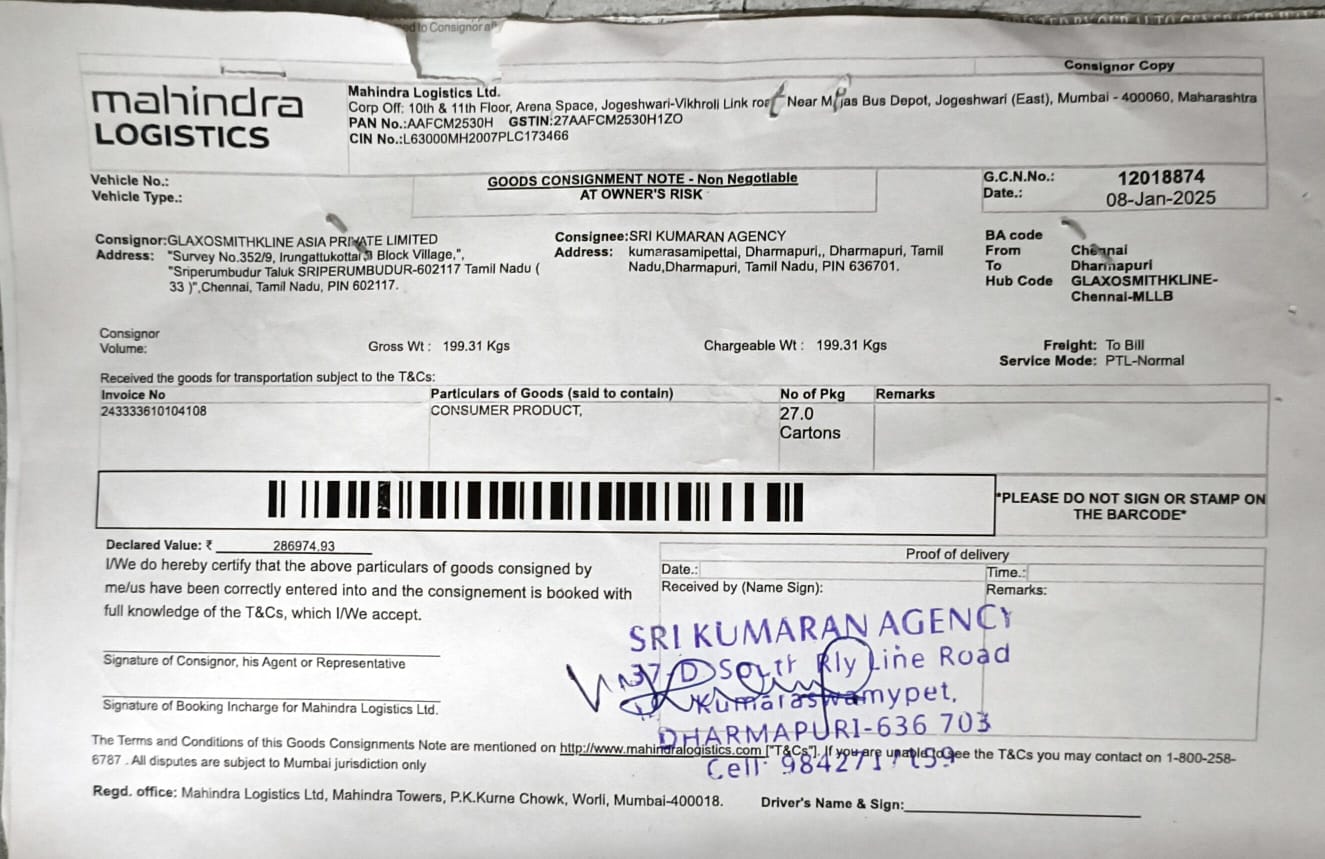 ed to Consignor
Consignor Copy
mahindra
LOGISTICS
Mahindra Logistics Ltd.
Corp Off: 10th & 11th Floor, Arena Space, Jogeshwari-Vikhroli Link Near Bus Depot, Jogeshwari (East), Mumbai - 400060, Maharashtra
PAN No.:AAFCM2530H GSTIN:27AAFCM2530H1ZO
CIN No.:L63000MH2007PLC173466
Vehicle No.:
Vehicle Type.:
GOODS CONSIGNMENT NOTE - Non Negotiable
AT OWNER'S RISK
G.C.N.No.: 12018874
Date.: 08-Jan-2025
Consignor:GLAXOSMITHKLINE ASIA PRIVATE LIMITED
Address: "Survey No.352/9, Irungattukottai Block Village,",
"Sriperumbudur Taluk SRIPERUMBUDUR-602117 Tamil Nadu (
33 )",Chennai, Tamil Nadu, PIN 602117.
Consignee:SRI KUMARAN AGENCY
Address: kumarasamipettai, Dharmapuri,, Dharmapuri, Tamil
Nadu,Dharmapuri, Tamil Nadu, PIN 636701.
BA code
From Chennai
To Dharmapuri
Hub Code GLAXOSMITHKLINE-
Chennai-MLLB
Consignor
Volume:
Gross Wt : 199.31 Kgs
Chargeable Wt : 199.31 Kgs
Freight: To Bill
Service Mode: PTL-Normal
Received the goods for transportation subject to the T&Cs:
Invoice No Particulars of Goods (said to contain) No of Pkg Remarks
243333610104108 CONSUMER PRODUCT, 27.0
Cartons
*PLEASE DO NOT SIGN OR STAMP ON
THE BARCODE*
Declared Value: ₹ 286974.93
I/We do hereby certify that the above particulars of goods consigned by
me/us have been correctly entered into and the consignement is booked with
full knowledge of the T&Cs, which I/We accept.
Signature of Consignor, his Agent or Representative
Signature of Booking Incharge for Mahindra Logistics Ltd.
Proof of delivery
Date.: Time.:
Received by (Name Sign): Remarks:
SRI KUMARAN AGENCY
37-D South Rly Line Road
Kumaraswamypet,
DHARMAPURI-636 703
Cell:
The Terms and Conditions of this Goods Consignments Note are mentioned on http://www.mahindralogistics.com ["T&Cs"]. If you are unable to see the T&Cs you may contact on 1-800-258-
6787 . All disputes are subject to Mumbai jurisdiction only
Regd. office: Mahindra Logistics Ltd, Mahindra Towers, P.K.Kurne Chowk, Worli, Mumbai-400018.
Driver's Name & Sign: